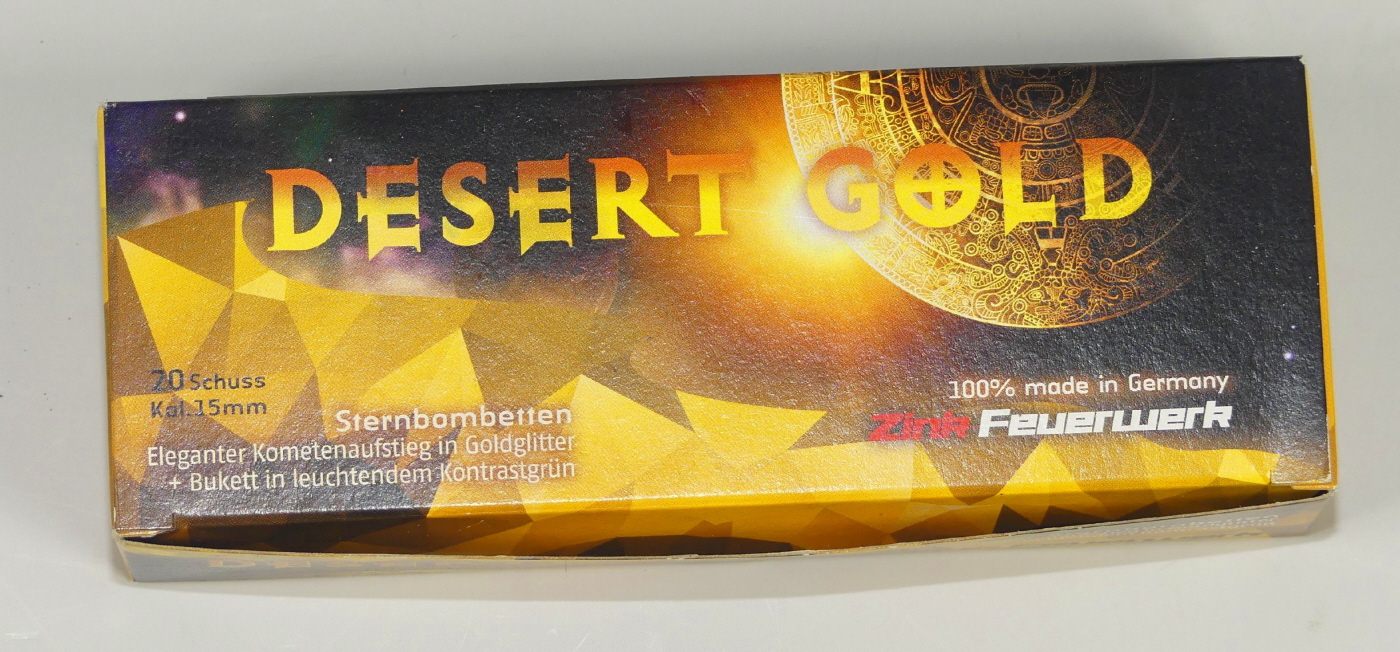 DESERT GOLD
20 Schuss
Kal.15mm
Sternbombetten
Eleganter Kometenaufstieg in Goldglitter
+ Bukett in leuchtendem Kontrastgrün
100% made in Germany
Zink Feuerwerk